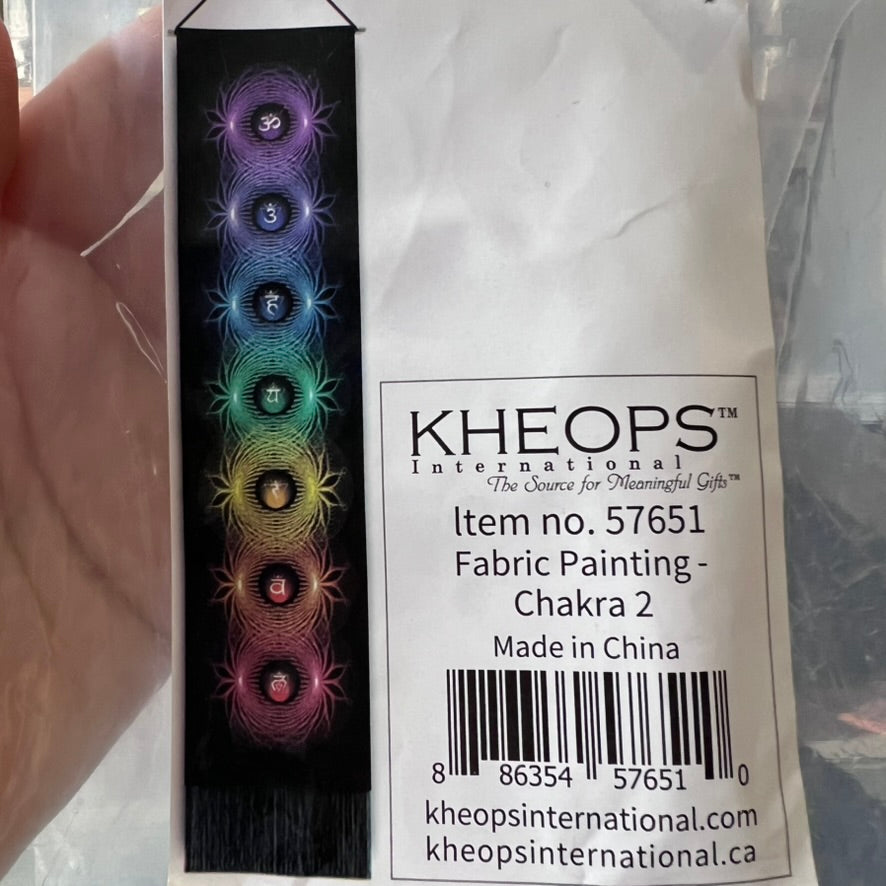 ॐ
ॐ
हं
यं
रं
वं
लं
KHEOPS™
International
The Source for Meaningful Gifts™
Item no. 57651
Fabric Painting -
Chakra 2
Made in China
8 86354 57651 0
kheopsinternational.com
kheopsinternational.ca